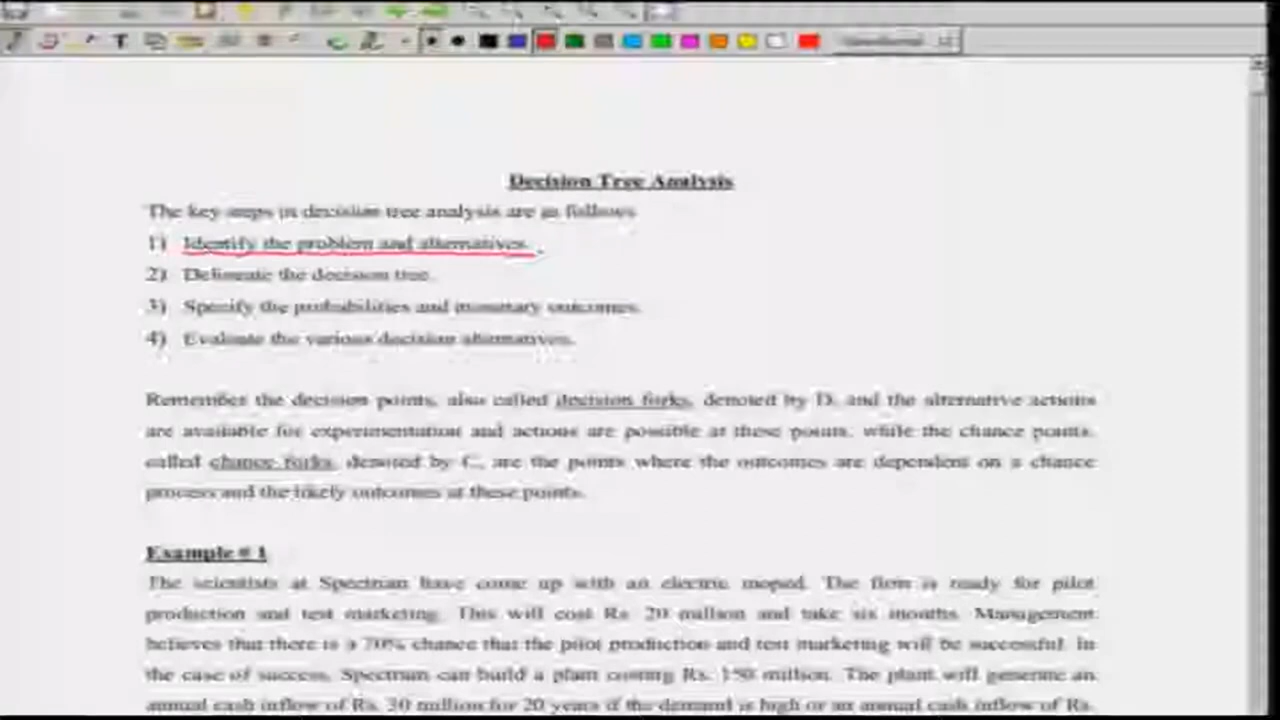 Decision Tree Analysis
The key steps in decision tree analysis are as follows
1) Identify the problem and alternatives.
2) Delineate the decision tree.
3) Specify the probabilities and monetary outcomes.
4) Evaluate the various decision alternatives.
Remember the decision points, also called decision forks, denoted by D, and the alternative actions
are available for experimentation and actions are possible at these points, while the chance points,
called chance forks, denoted by C, are the points where the outcomes are dependent on a chance
process and the likely outcomes at these points.
Example # 1
The scientists at Spectrian have come up with an electric moped. The firm is ready for pilot
production and test marketing. This will cost Rs. 20 million and take six months. Management
believes that there is a 70% chance that the pilot production and test marketing will be successful. In
the case of success, Spectrum can build a plant costing Rs. 150 million. The plant will generate an
annual cash inflow of Rs. 30 million for 20 years if the demand is high or an annual cash inflow of Rs.